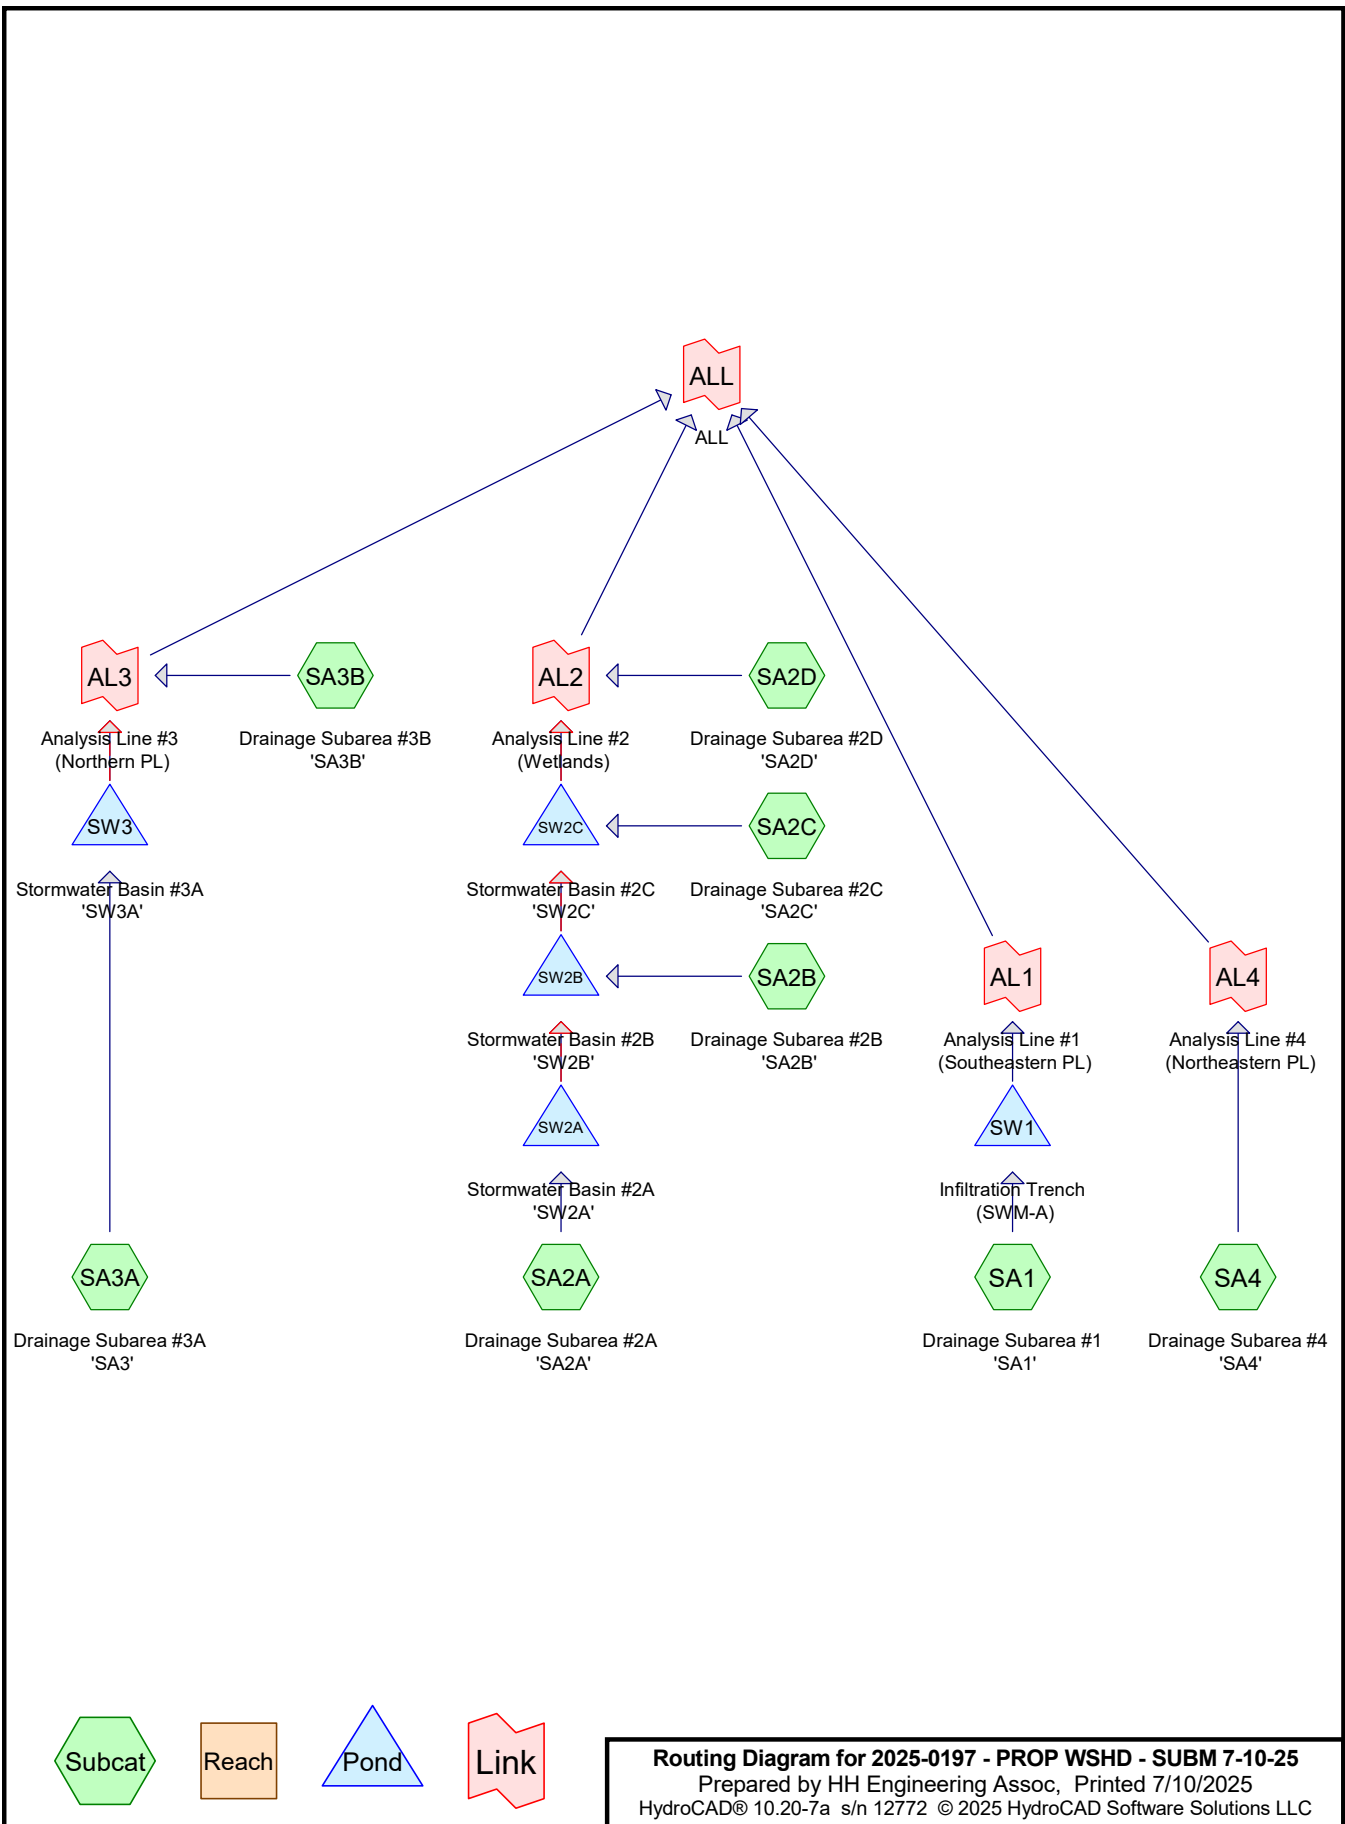 ALL
ALL
AL3
SA3B
AL2
SA2D
Analysis Line #3
(Northern PL)
Drainage Subarea #3B
'SA3B'
Analysis Line #2
(Wetlands)
Drainage Subarea #2D
'SA2D'
SW3
SW2C
SA2C
Stormwater Basin #3A
'SW3A'
Stormwater Basin #2C
'SW2C'
Drainage Subarea #2C
'SA2C'
SW2B
SA2B
AL1
AL4
Stormwater Basin #2B
'SW2B'
Drainage Subarea #2B
'SA2B'
Analysis Line #1
(Southeastern PL)
Analysis Line #4
(Northeastern PL)
SW2A
SW1
Stormwater Basin #2A
'SW2A'
Infiltration Trench
(SWM-A)
SA3A
SA2A
SA1
SA4
Drainage Subarea #3A
'SA3'
Drainage Subarea #2A
'SA2A'
Drainage Subarea #1
'SA1'
Drainage Subarea #4
'SA4'
Subcat
Reach
Pond
Link
Routing Diagram for 2025-0197 - PROP WSHD - SUBM 7-10-25
Prepared by HH Engineering Assoc, Printed 7/10/2025
HydroCAD® 10.20-7a s/n 12772 © 2025 HydroCAD Software Solutions LLC